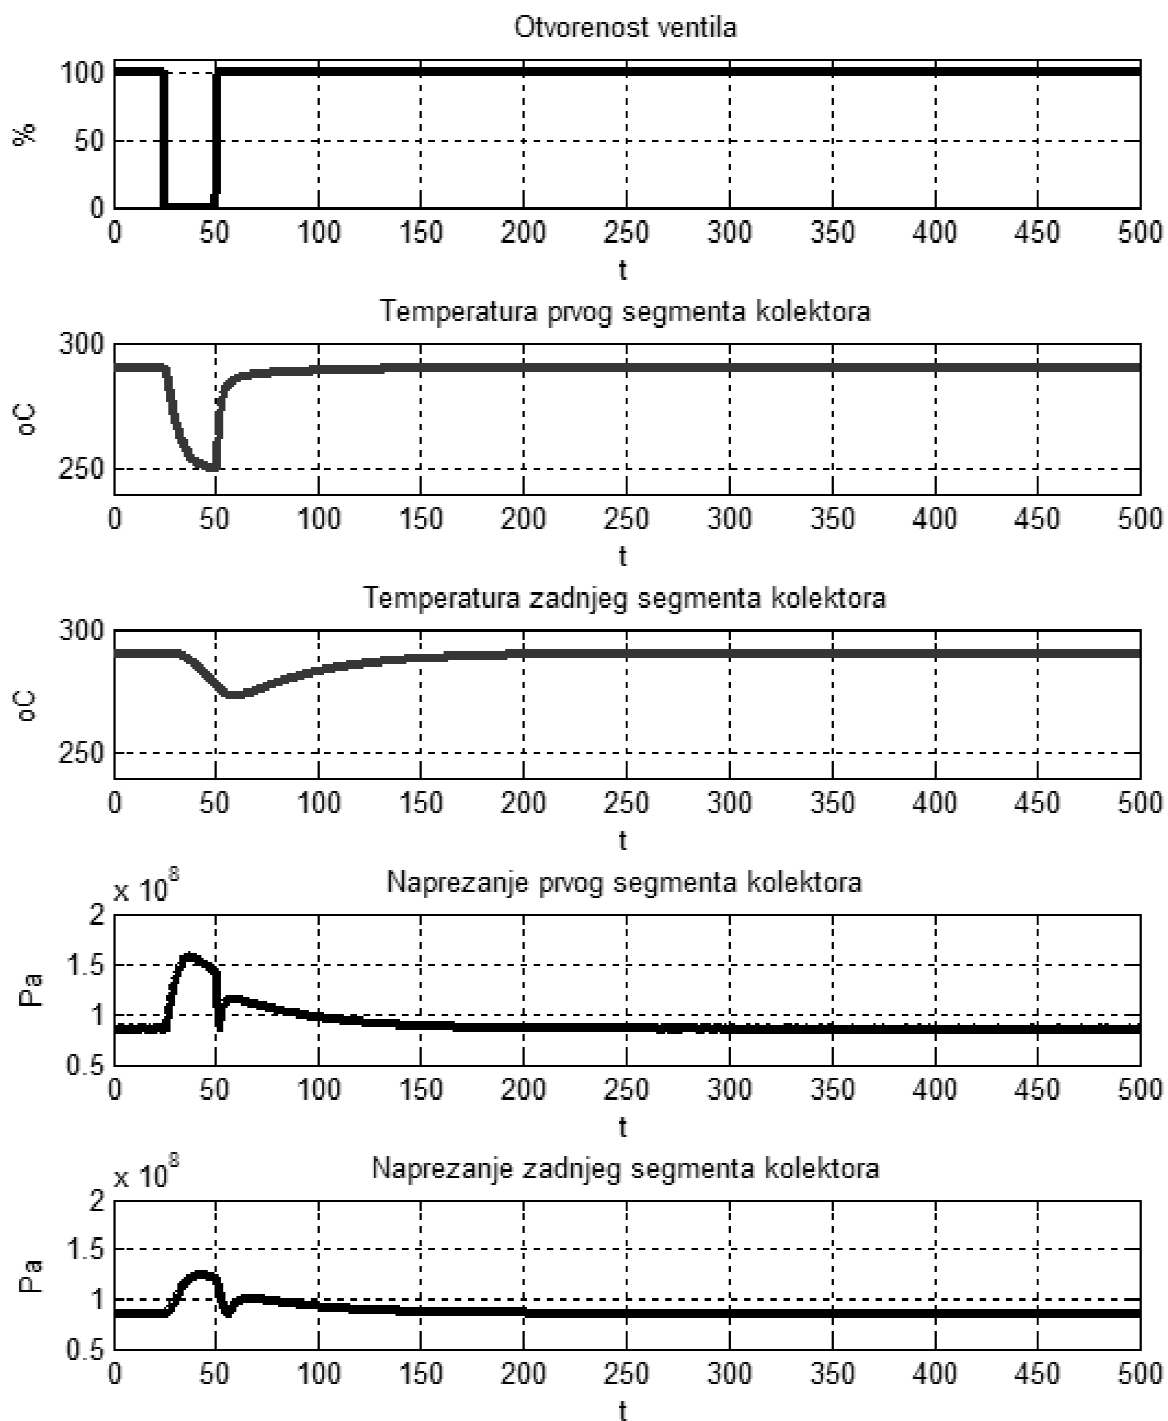 Otvorenost ventila
100
50
0
%
0 50 100 150 200 250 300 350 400 450 500
t
Temperatura prvog segmenta kolektora
300
250
oC
0 50 100 150 200 250 300 350 400 450 500
t
Temperatura zadnjeg segmenta kolektora
300
250
oC
0 50 100 150 200 250 300 350 400 450 500
t
x 10⁸
Naprezanje prvog segmenta kolektora
2
1.5
1
0.5
Pa
0 50 100 150 200 250 300 350 400 450 500
t
x 10⁸
Naprezanje zadnjeg segmenta kolektora
2
1.5
1
0.5
Pa
0 50 100 150 200 250 300 350 400 450 500
t